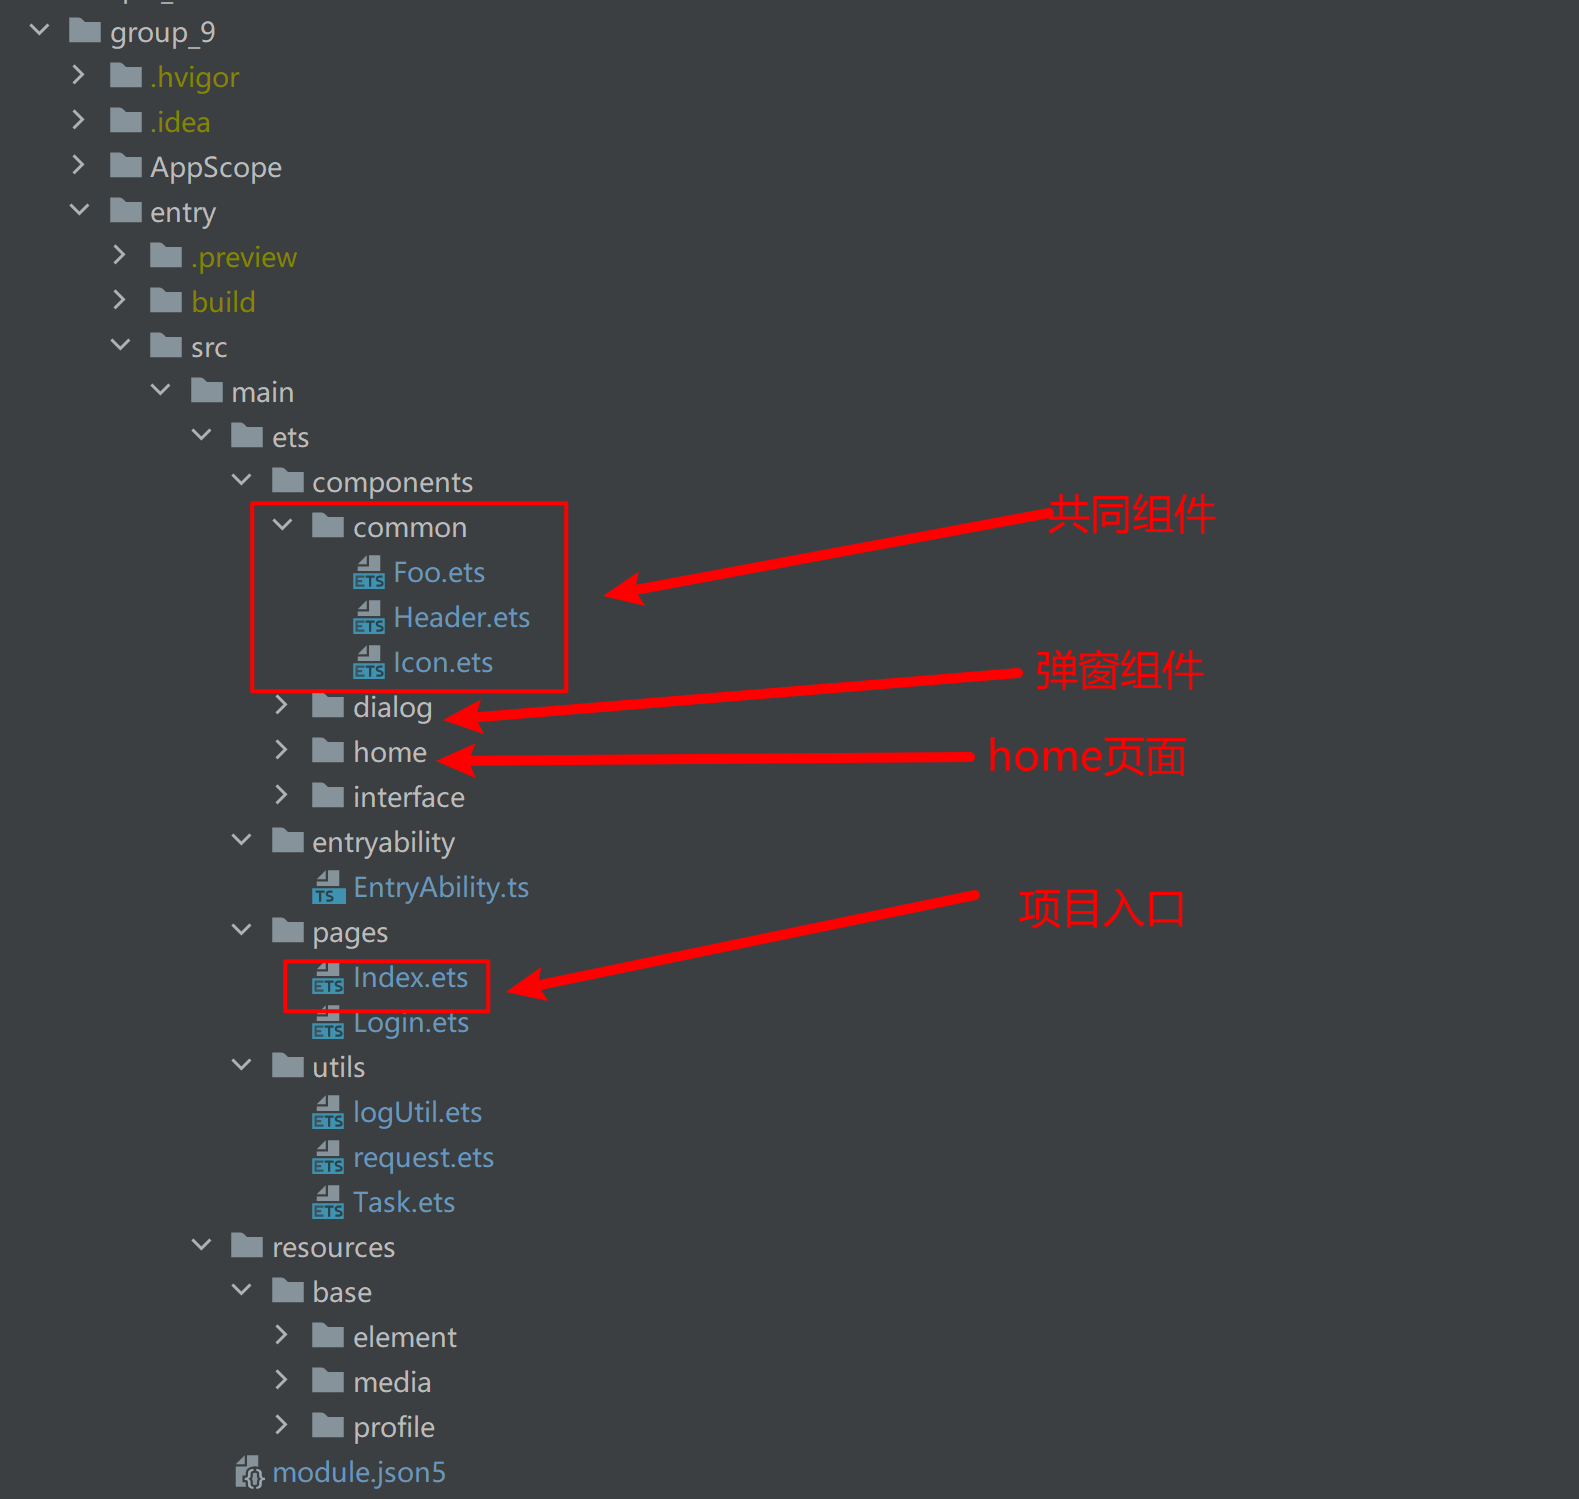 group_9
.hvigor
.idea
AppScope
entry
.preview
build
src
main
ets
components
common
共同组件
Foo.ets
Header.ets
Icon.ets
弹窗组件
dialog
home
home页面
interface
entryability
EntryAbility.ts
项目入口
pages
Index.ets
Login.ets
utils
logUtil.ets
request.ets
Task.ets
resources
base
element
media
profile
module.json5